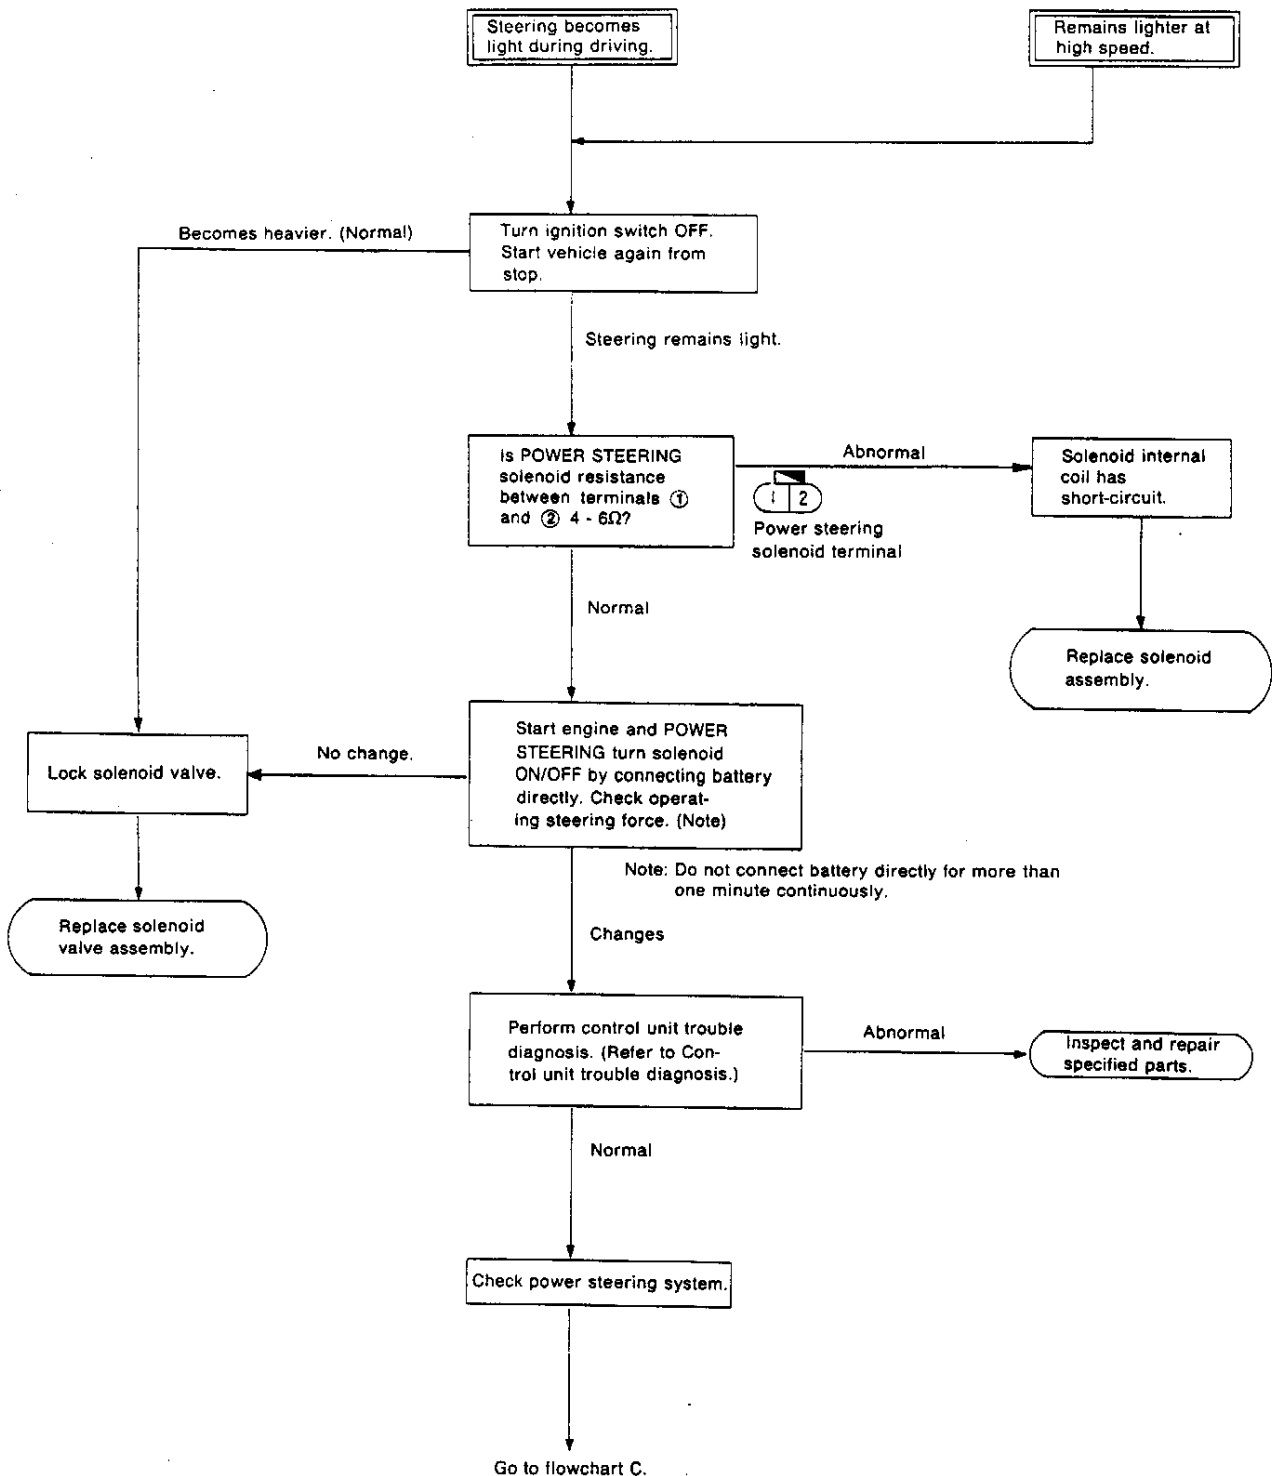 Steering becomes
light during driving.
Remains lighter at
high speed.
Becomes heavier. (Normal)
Turn ignition switch OFF.
Start vehicle again from
stop.
Steering remains light.
Is POWER STEERING
solenoid resistance
between terminals ①
and ② 4 - 6Ω?
Abnormal
1 2
Power steering
solenoid terminal
Solenoid internal
coil has
short-circuit.
Normal
Replace solenoid
assembly.
Start engine and POWER
STEERING turn solenoid
ON/OFF by connecting battery
directly. Check operat-
ing steering force. (Note)
No change.
Lock solenoid valve.
Note: Do not connect battery directly for more than
one minute continuously.
Replace solenoid
valve assembly.
Changes
Perform control unit trouble
diagnosis. (Refer to Con-
trol unit trouble diagnosis.)
Abnormal
Inspect and repair
specified parts.
Normal
Check power steering system.
Go to flowchart C.